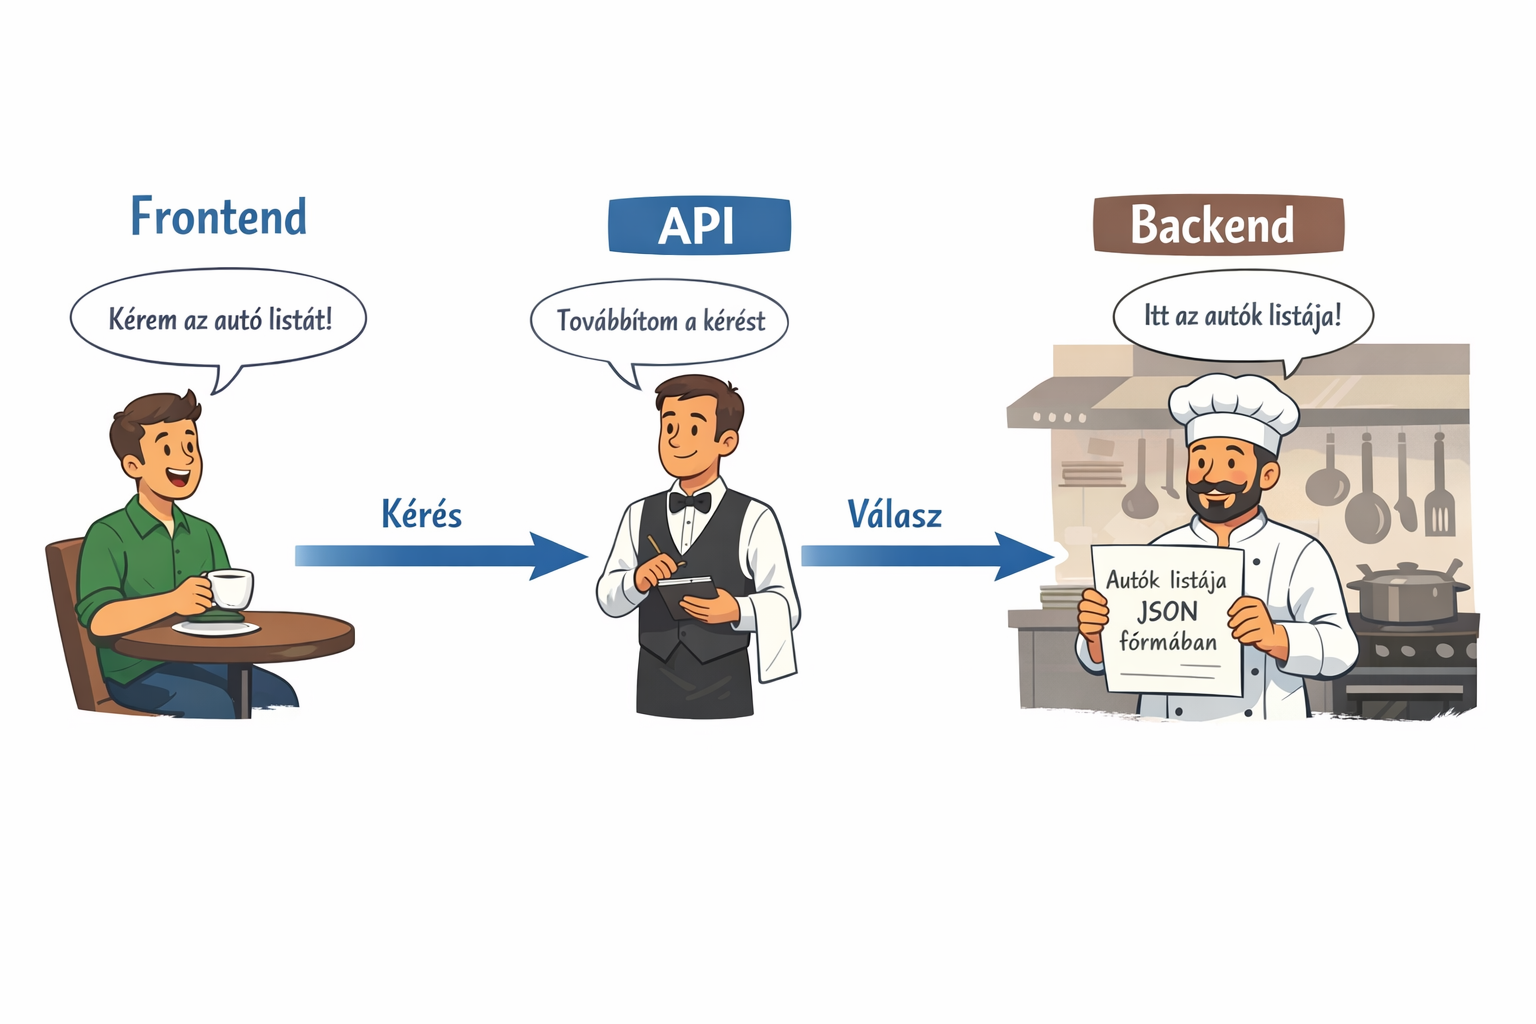 Frontend
API
Backend
Kérem az autó listát!
Továbbítom a kérést
Itt az autók listája!
Kérés
Válasz
Autók listája
JSON
fórmában